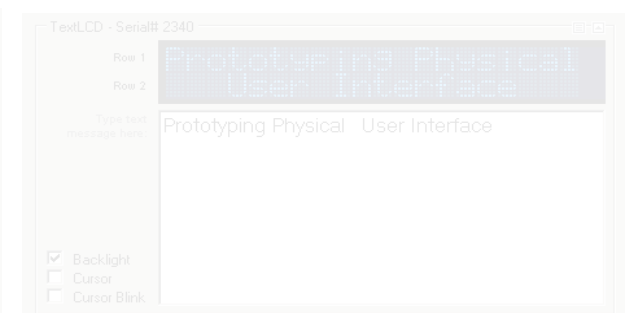 TextLCD - Serial# 2340
Row 1
Prototyping Physical
Row 2
User Interface
Type text
message here:
Prototyping Physical User Interface
Backlight
Cursor
Cursor Blink